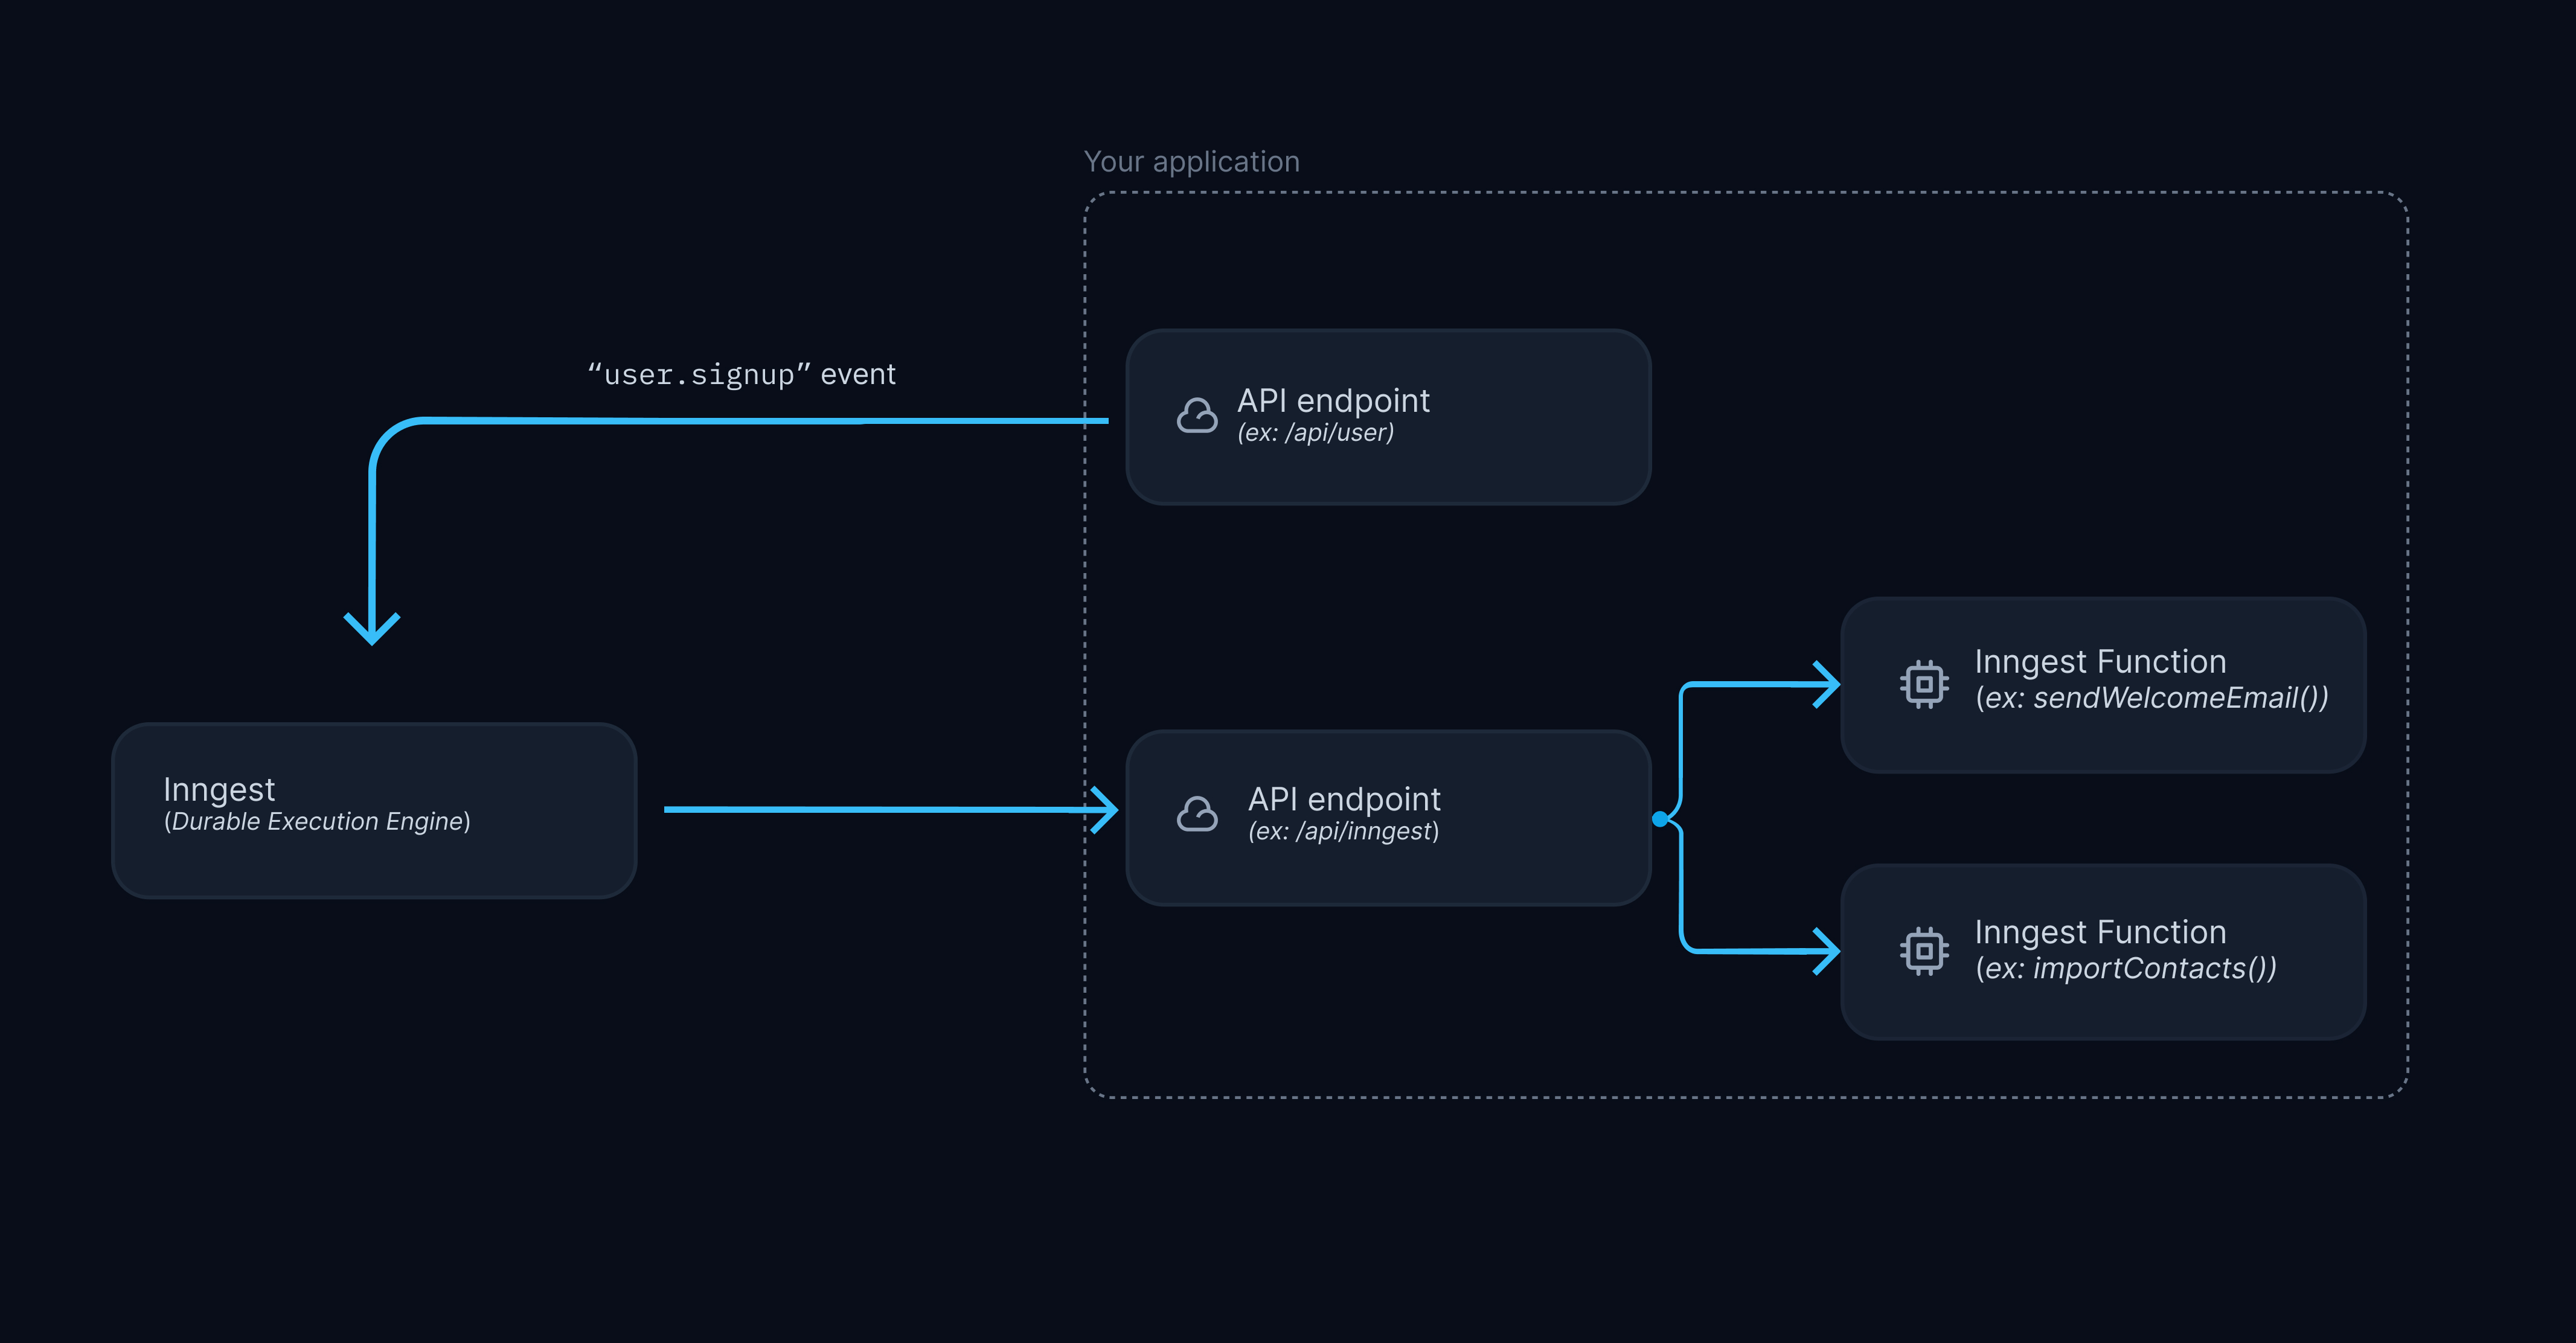 Your application
“user.signup” event
API endpoint
(ex: /api/user)
Inngest
(Durable Execution Engine)
API endpoint
(ex: /api/inngest)
Inngest Function
(ex: sendWelcomeEmail())
Inngest Function
(ex: importContacts())